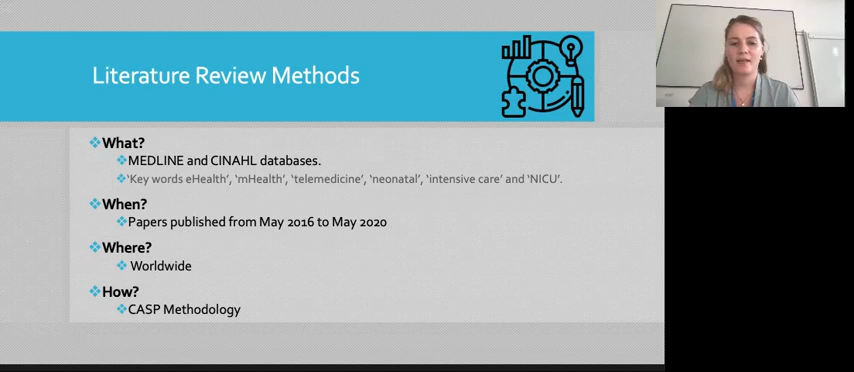 Literature Review Methods
What?
MEDLINE and CINAHL databases.
‘Key words eHealth’, ‘mHealth’, ‘telemedicine’, ‘neonatal’, ‘intensive care’ and ‘NICU’.
When?
Papers published from May 2016 to May 2020
Where?
Worldwide
How?
CASP Methodology